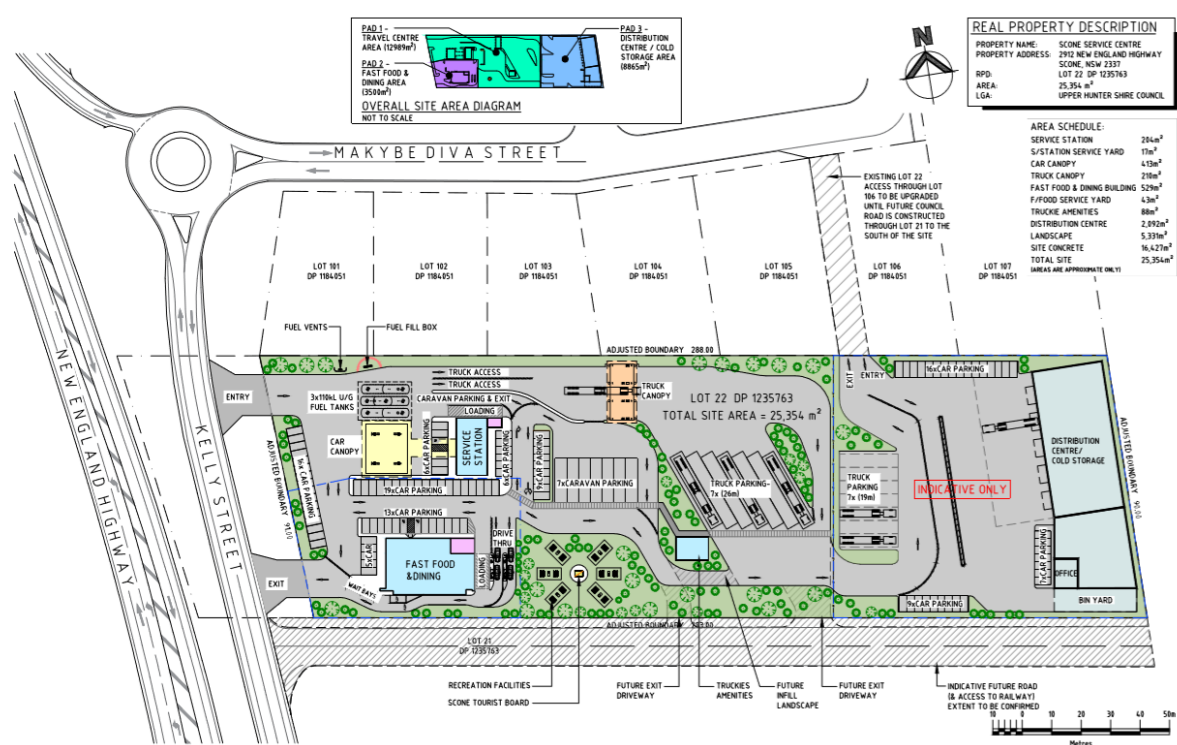 PAD 1 -
TRAVEL CENTRE
AREA (12989m²)
PAD 2 -
FAST FOOD &
DINING AREA
(3500m²)
PAD 3 -
DISTRIBUTION
CENTRE / COLD
STORAGE AREA
(8865m²)
OVERALL SITE AREA DIAGRAM
NOT TO SCALE
N
REAL PROPERTY DESCRIPTION
PROPERTY NAME: SCONE SERVICE CENTRE
PROPERTY ADDRESS: 2912 NEW ENGLAND HIGHWAY
SCONE, NSW 2337
RPD: LOT 22 DP 1235763
AREA: 25,354 m²
LGA: UPPER HUNTER SHIRE COUNCIL
AREA SCHEDULE:
SERVICE STATION 204m²
S/STATION SERVICE YARD 17m²
CAR CANOPY 413m²
TRUCK CANOPY 210m²
FAST FOOD & DINING BUILDING 529m²
F/FOOD SERVICE YARD 43m²
TRUCKIE AMENITIES 88m²
DISTRIBUTION CENTRE 2,092m²
LANDSCAPE 5,331m²
SITE CONCRETE 16,427m²
TOTAL SITE 25,354m²
(AREAS ARE APPROXIMATE ONLY)
MAKYBE DIVA STREET
EXISTING LOT 22
ACCESS THROUGH LOT
106 TO BE UPGRADED
UNTIL FUTURE COUNCIL
ROAD IS CONSTRUCTED
THROUGH LOT 21 TO THE
SOUTH OF THE SITE
LOT 101
DP 1184051
LOT 102
DP 1184051
LOT 103
DP 1184051
LOT 104
DP 1184051
LOT 105
DP 1184051
LOT 106
DP 1184051
LOT 107
DP 1184051
NEW ENGLAND HIGHWAY
KELLY STREET
FUEL VENTS
FUEL FILL BOX
ADJUSTED BOUNDARY 288.00
TRUCK ACCESS
TRUCK ACCESS
CARAVAN PARKING & EXIT
LOADING
ENTRY
3x110kL U/G
FUEL TANKS
CAR
CANOPY
6xCAR PARKING
SERVICE
STATION
6xCAR PARKING
9xCAR PARKING
7xCARAVAN PARKING
TRUCK
CANOPY
LOT 22 DP 1235763
TOTAL SITE AREA = 25,354 m²
EXIT
ENTRY
16xCAR PARKING
TRUCK PARKING-
7x (26m)
TRUCK
PARKING
7x (19m)
INDICATIVE ONLY
DISTRIBUTION
CENTRE/
COLD STORAGE
ADJUSTED BOUNDARY 90.00
ADJUSTED BOUNDARY 91.00
16x CAR PARKING
19xCAR PARKING
13xCAR PARKING
5xCAR
FAST FOOD
&DINING
LOADING
DRIVE
THRU
WAIT BAYS
EXIT
7xCAR PARKING
OFFICE
BIN YARD
9xCAR PARKING
ADJUSTED BOUNDARY
LOT 21
DP 1235763
RECREATION FACILITIES
SCONE TOURIST BOARD
FUTURE EXIT
DRIVEWAY
TRUCKIES
AMENITIES
FUTURE
INFILL
LANDSCAPE
FUTURE EXIT
DRIVEWAY
INDICATIVE FUTURE ROAD
(& ACCESS TO RAILWAY)
EXTENT TO BE CONFIRMED
10 0 10 20 30 40 50m
Metres